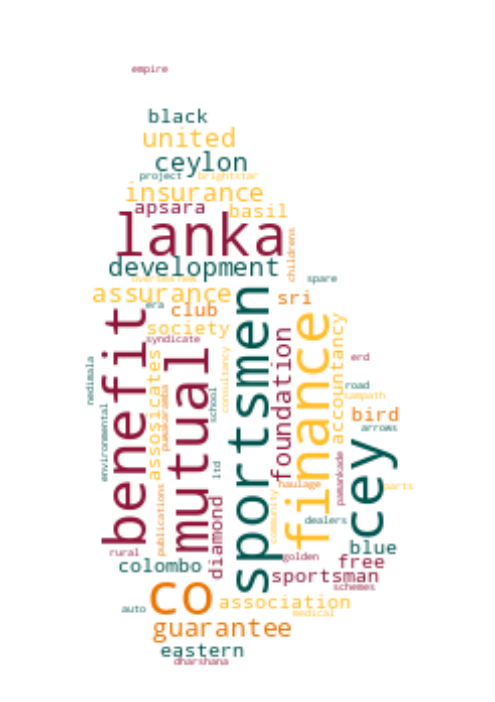 empire
black
united
ceylon
project brightstar
insurance
apsara basil
lanka
childrens
development
spare
assurance
sri
era club
society
syndicate
benefit
mutual
sportsmen
finance
cey
foundation
accountancy
assosicates
consultancy
school
nedimala
environmental
publications
erd
road
sampath
bird
arrows
pamankade
parts
haulage
community
ltd
diamond
dealers
blue
golden
free
rural
colombo
sportsman
schemes
co
association
auto
medical
guarantee
eastern
dharshana